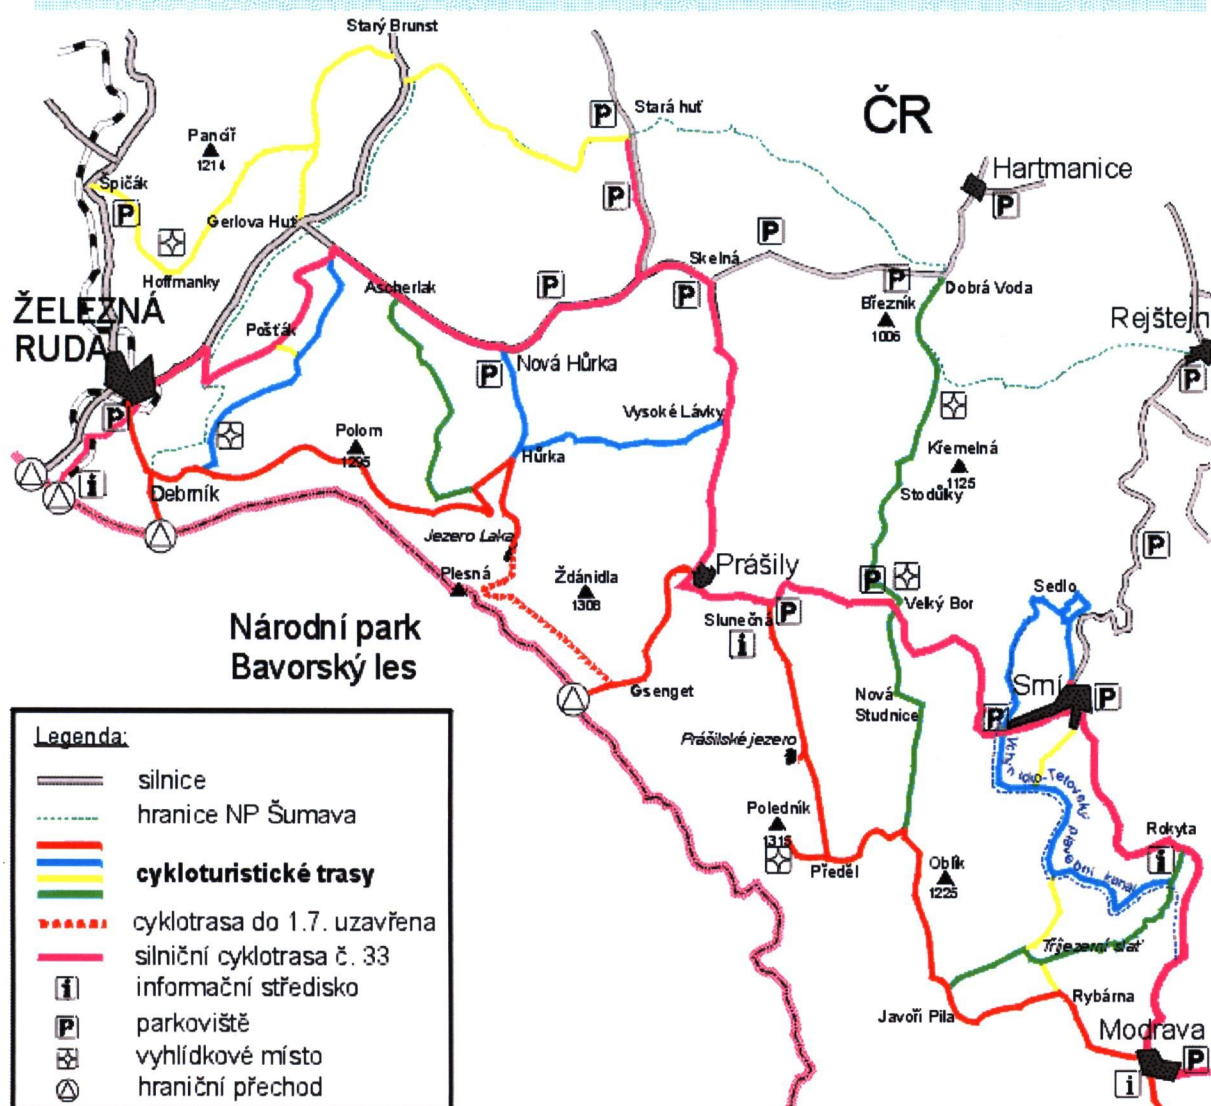 Starý Brunst
Stará huť
ČR
Pancíř
1214
Hartmanice
Špičák
Gerlova Huť
Hoffmanky
Skelná
Ascherlak
Dobrá Voda
Březník
1006
ŽELEZNÁ
RUDA
Pošťák
Rejštejn
Nová Hůrka
Vysoké Lávky
Polom
1295
Hůrka
Křemelná
1125
Debrník
Stodůlky
Jezero Laka
Prášily
Plesná
Ždánidla
1308
Sedlo
Velký Bor
Slunečná
Národní park
Bavorský les
Srní
Gsenget
Nová
Studnice
Prášilské jezero
Vchynicko-Tetovský plavební kanál
Poledník
1315
Rokyta
Předěl
Oblík
1225
Tříjezerní slať
Javoří Pila
Rybárna
Modrava
Legenda:
silnice
hranice NP Šumava
cykloturistické trasy
cyklotrasa do 1.7. uzavřena
silniční cyklotrasa č. 33
informační středisko
parkoviště
vyhlídkové místo
hraniční přechod